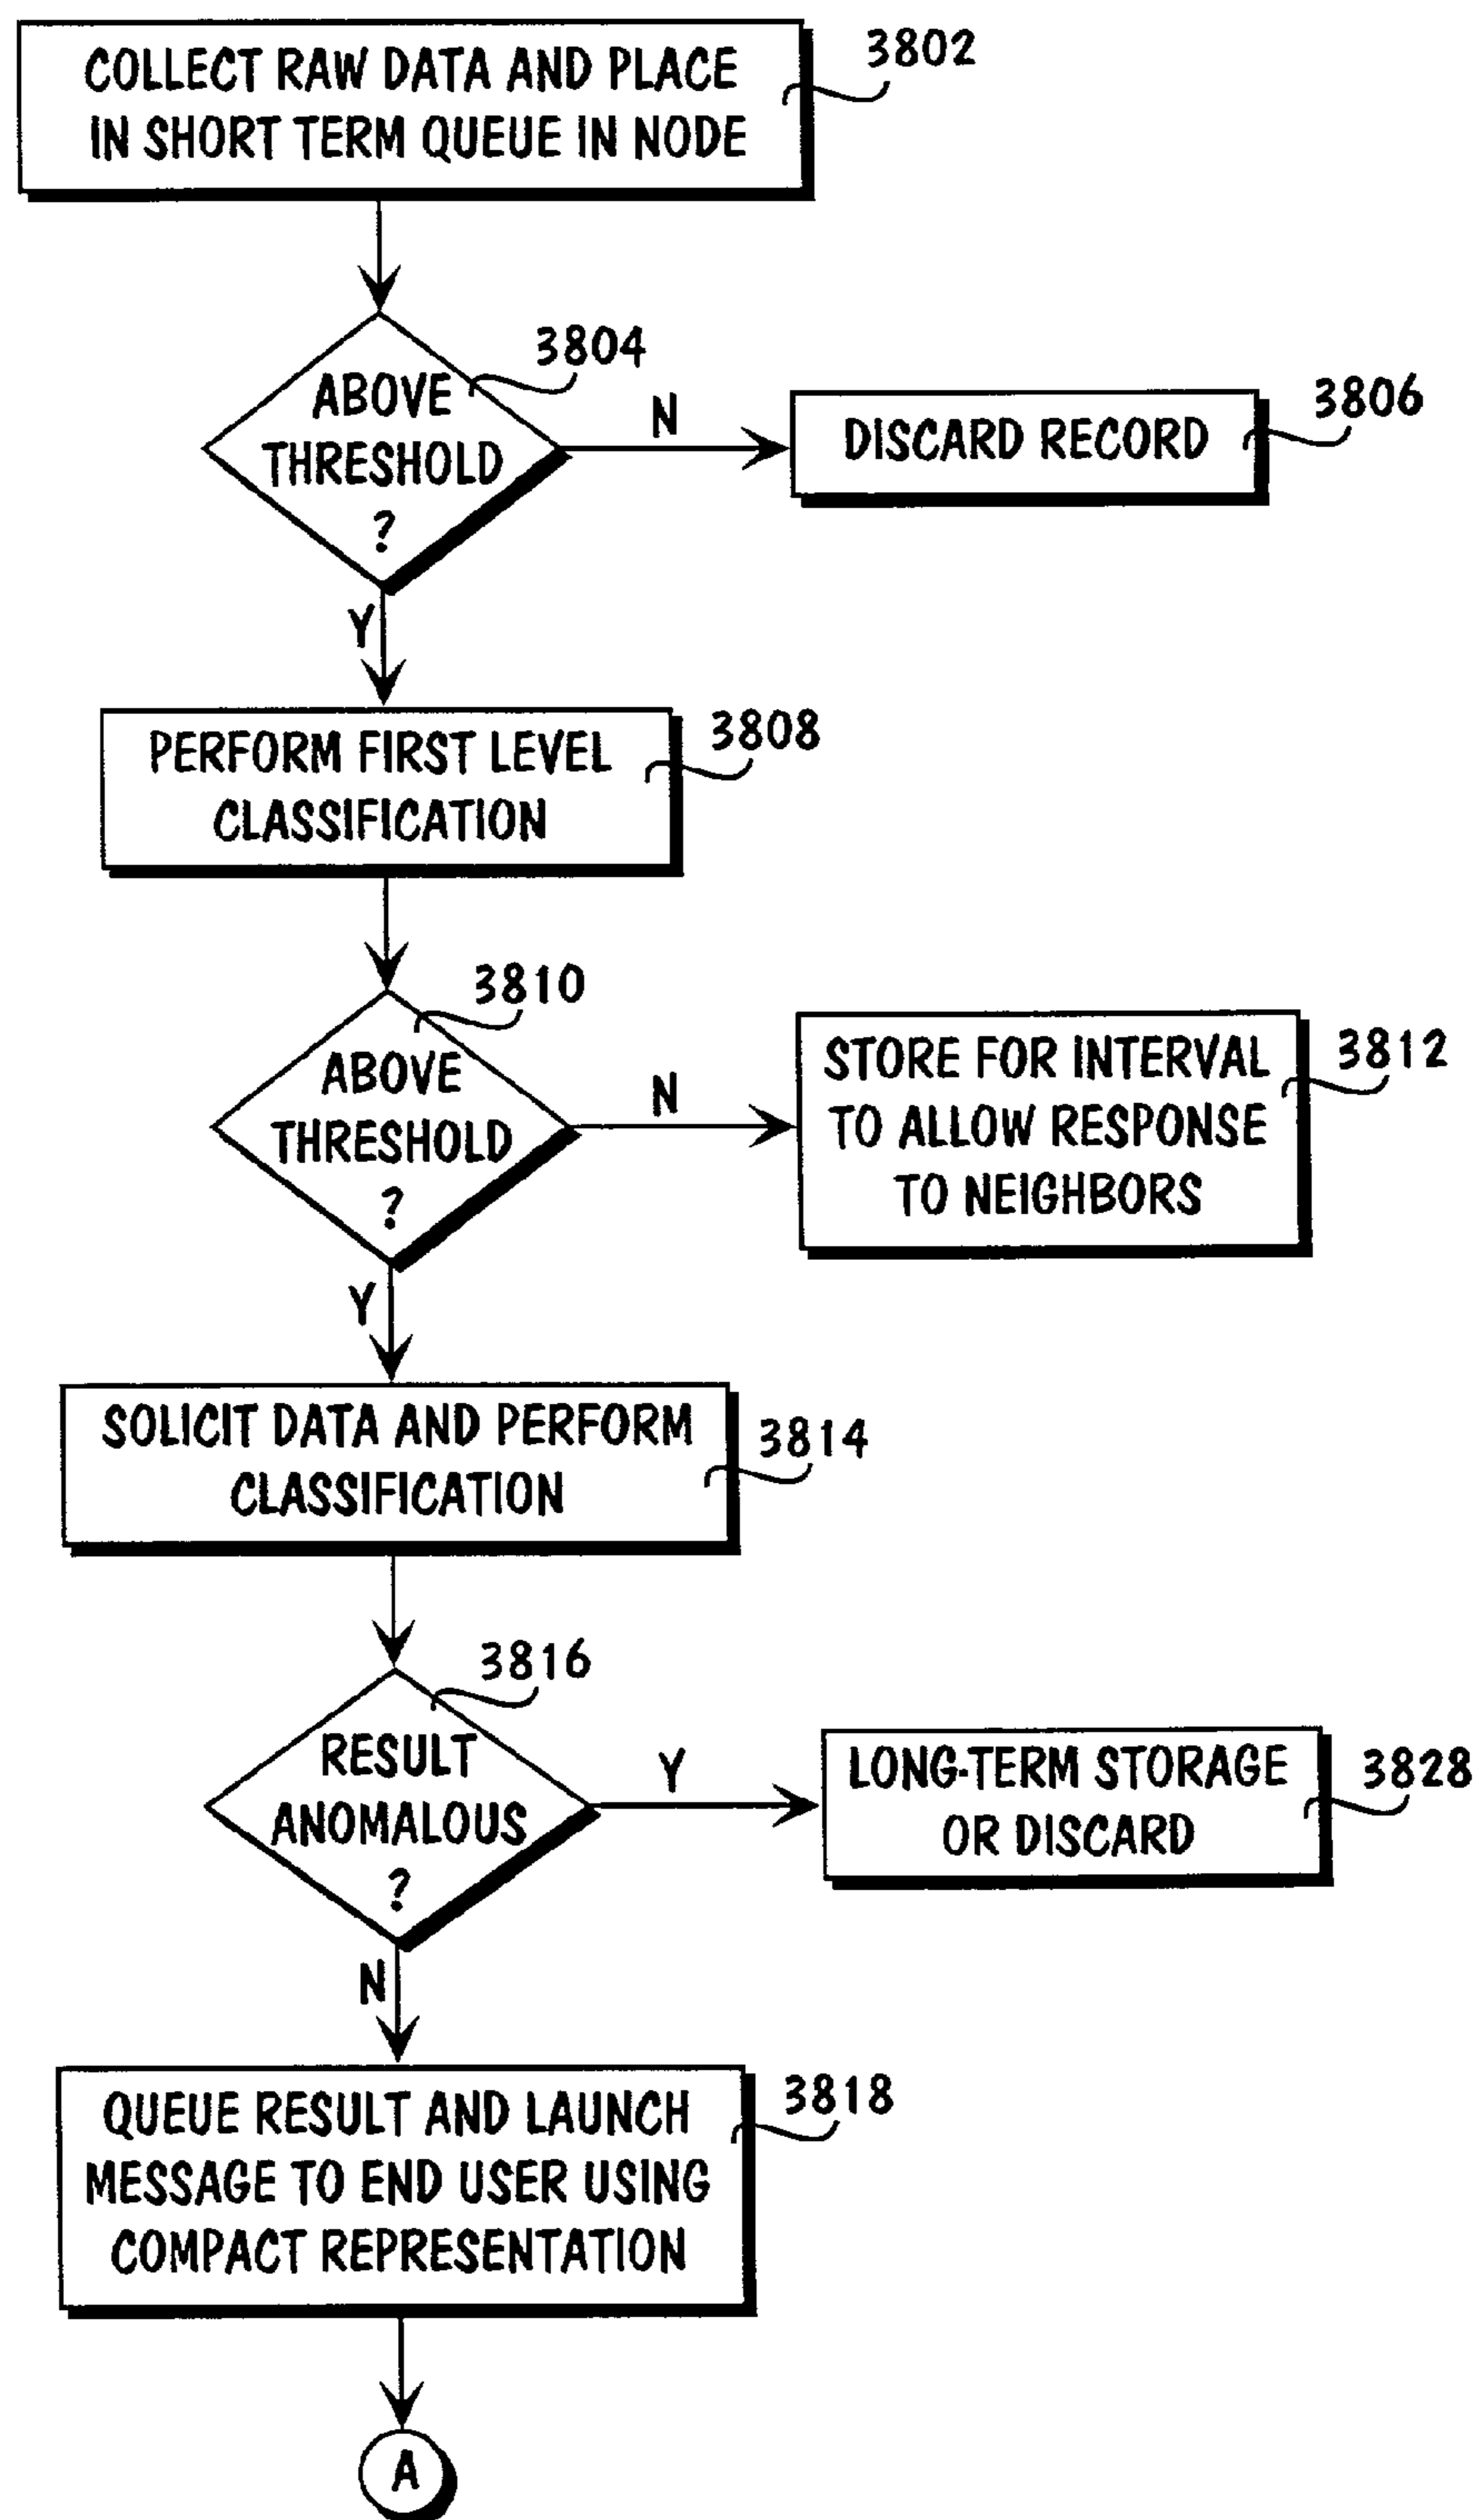 COLLECT RAW DATA AND PLACE
IN SHORT TERM QUEUE IN NODE
3802
ABOVE
THRESHOLD
?
3804
N
DISCARD RECORD
3806
Y
PERFORM FIRST LEVEL
CLASSIFICATION
3808
ABOVE
THRESHOLD
?
3810
N
STORE FOR INTERVAL
TO ALLOW RESPONSE
TO NEIGHBORS
3812
Y
SOLICIT DATA AND PERFORM
CLASSIFICATION
3814
RESULT
ANOMALOUS
?
3816
Y
LONG-TERM STORAGE
OR DISCARD
3828
N
QUEUE RESULT AND LAUNCH
MESSAGE TO END USER USING
COMPACT REPRESENTATION
3818
A